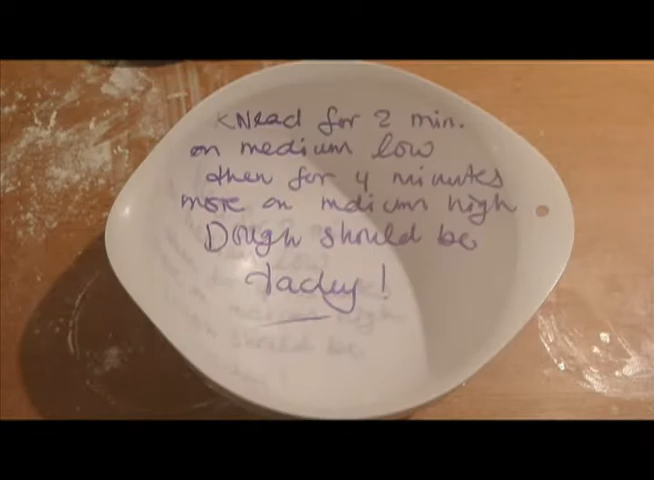 Knead for 2 min.
on medium low
then for 4 minutes
more on medium high
Dough should be
tacky!